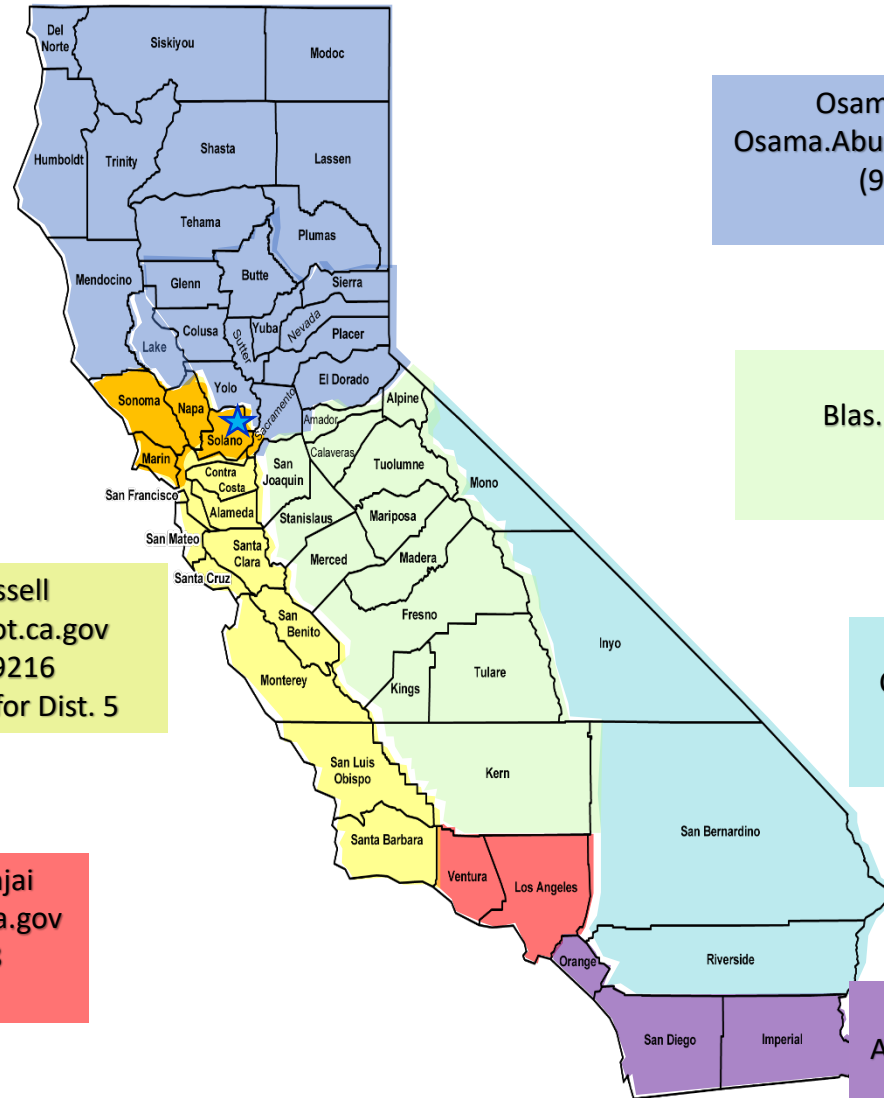 Del
Norte
Siskiyou
Modoc
Humboldt
Trinity
Shasta
Lassen
Tehama
Plumas
Mendocino
Glenn
Butte
Sierra
Colusa
Sutter
Yuba
Nevada
Placer
Lake
Yolo
El Dorado
Sacramento
Sonoma
Napa
Solano
Marin
Alpine
Amador
Calaveras
Tuolumne
Mono
San
Joaquin
Contra
Costa
San Francisco
Alameda
Stanislaus
Mariposa
San Mateo
Santa
Clara
Merced
Madera
Santa Cruz
San
Benito
Fresno
Inyo
Monterey
Kings
Tulare
San Luis
Obispo
Kern
Santa Barbara
San Bernardino
Ventura
Los Angeles
Orange
Riverside
San Diego
Imperial
Osam
Osama.Abu
(9
Blas.
ssell
ot.ca.gov
9216
for Dist. 5
jai
a.gov
A